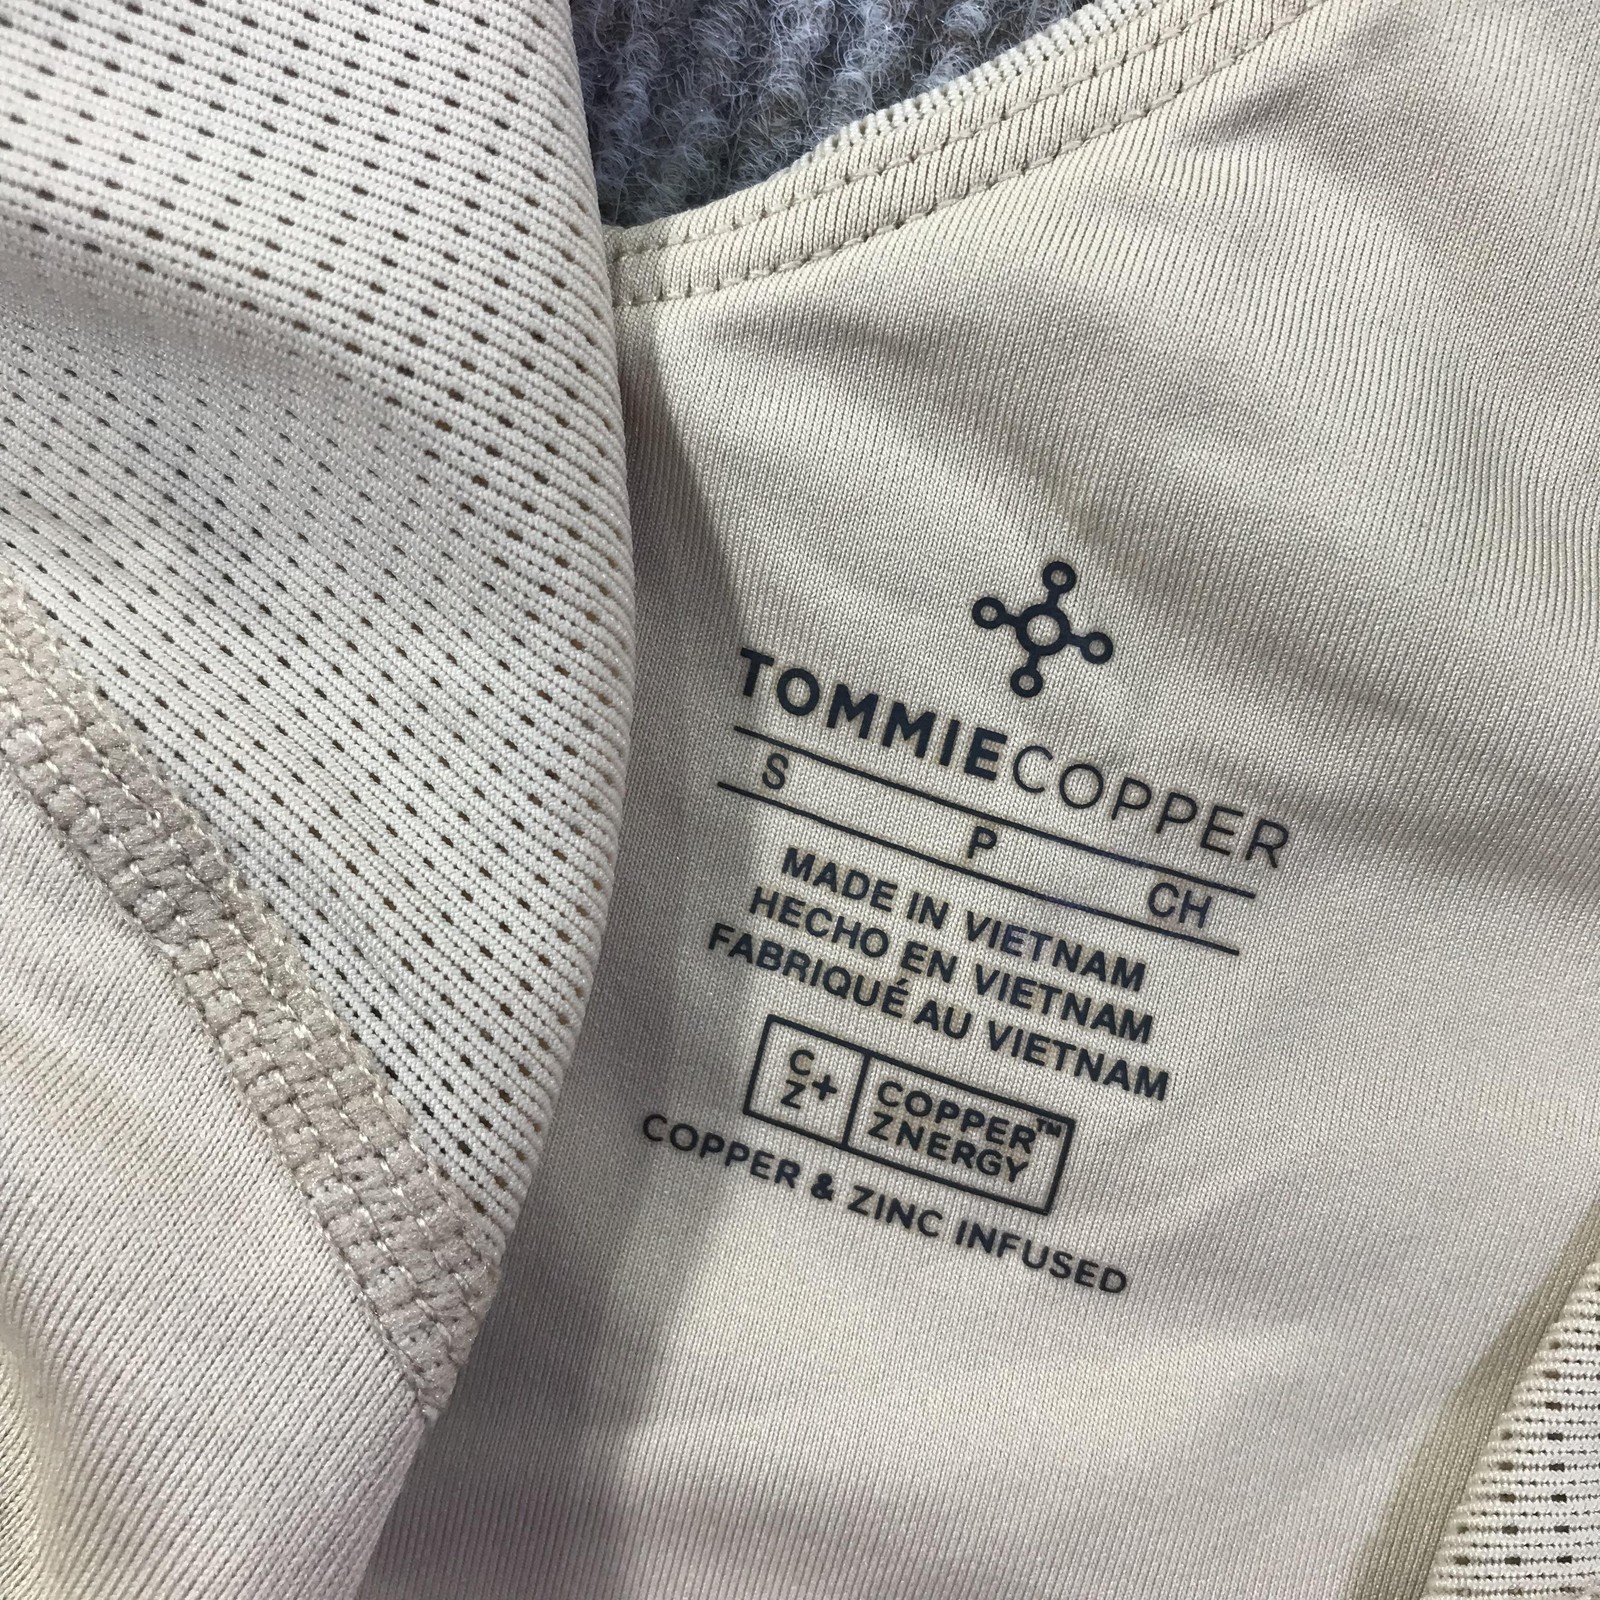 TOMMIECOPPER
S P CH
MADE IN VIETNAM
HECHO EN VIETNAM
FABRIQUÉ AU VIETNAM
C
Z+
COPPER™
ZNERGY
COPPER & ZINC INFUSED